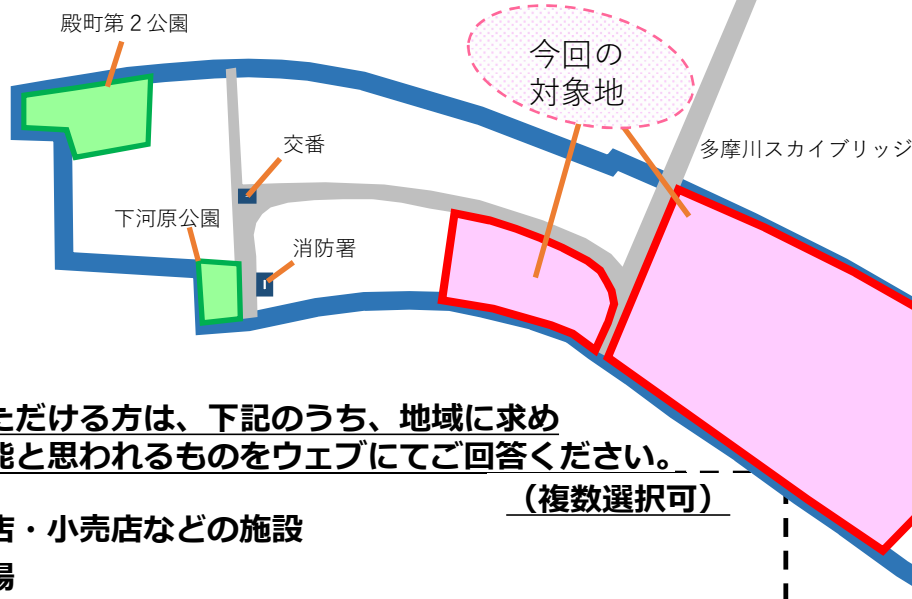 殿町第２公園
今回の
対象地
交番
多摩川スカイブリッジ
下河原公園
消防署
ただける方は、下記のうち、地域に求め
能と思われるものをウェブにてご回答ください。
（複数選択可）
店・小売店などの施設
場